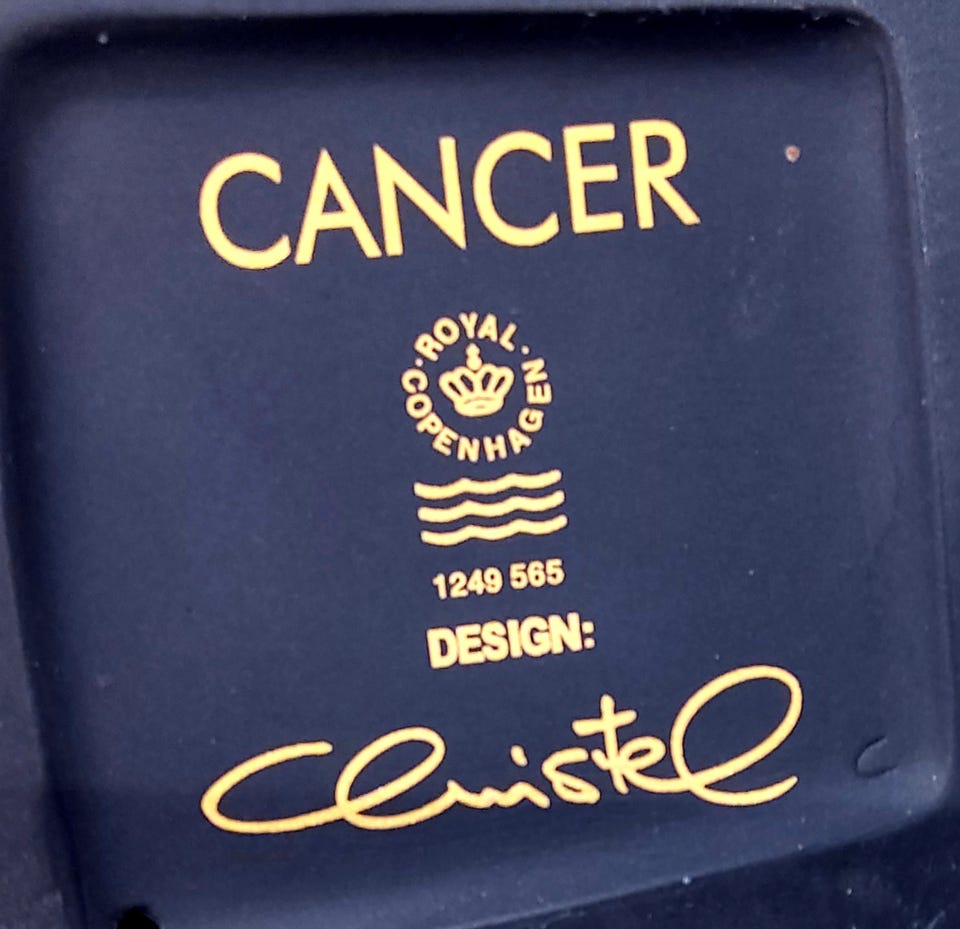 CANCER
ROYAL · COPENHAGEN ·
1249 565
DESIGN:
Christel